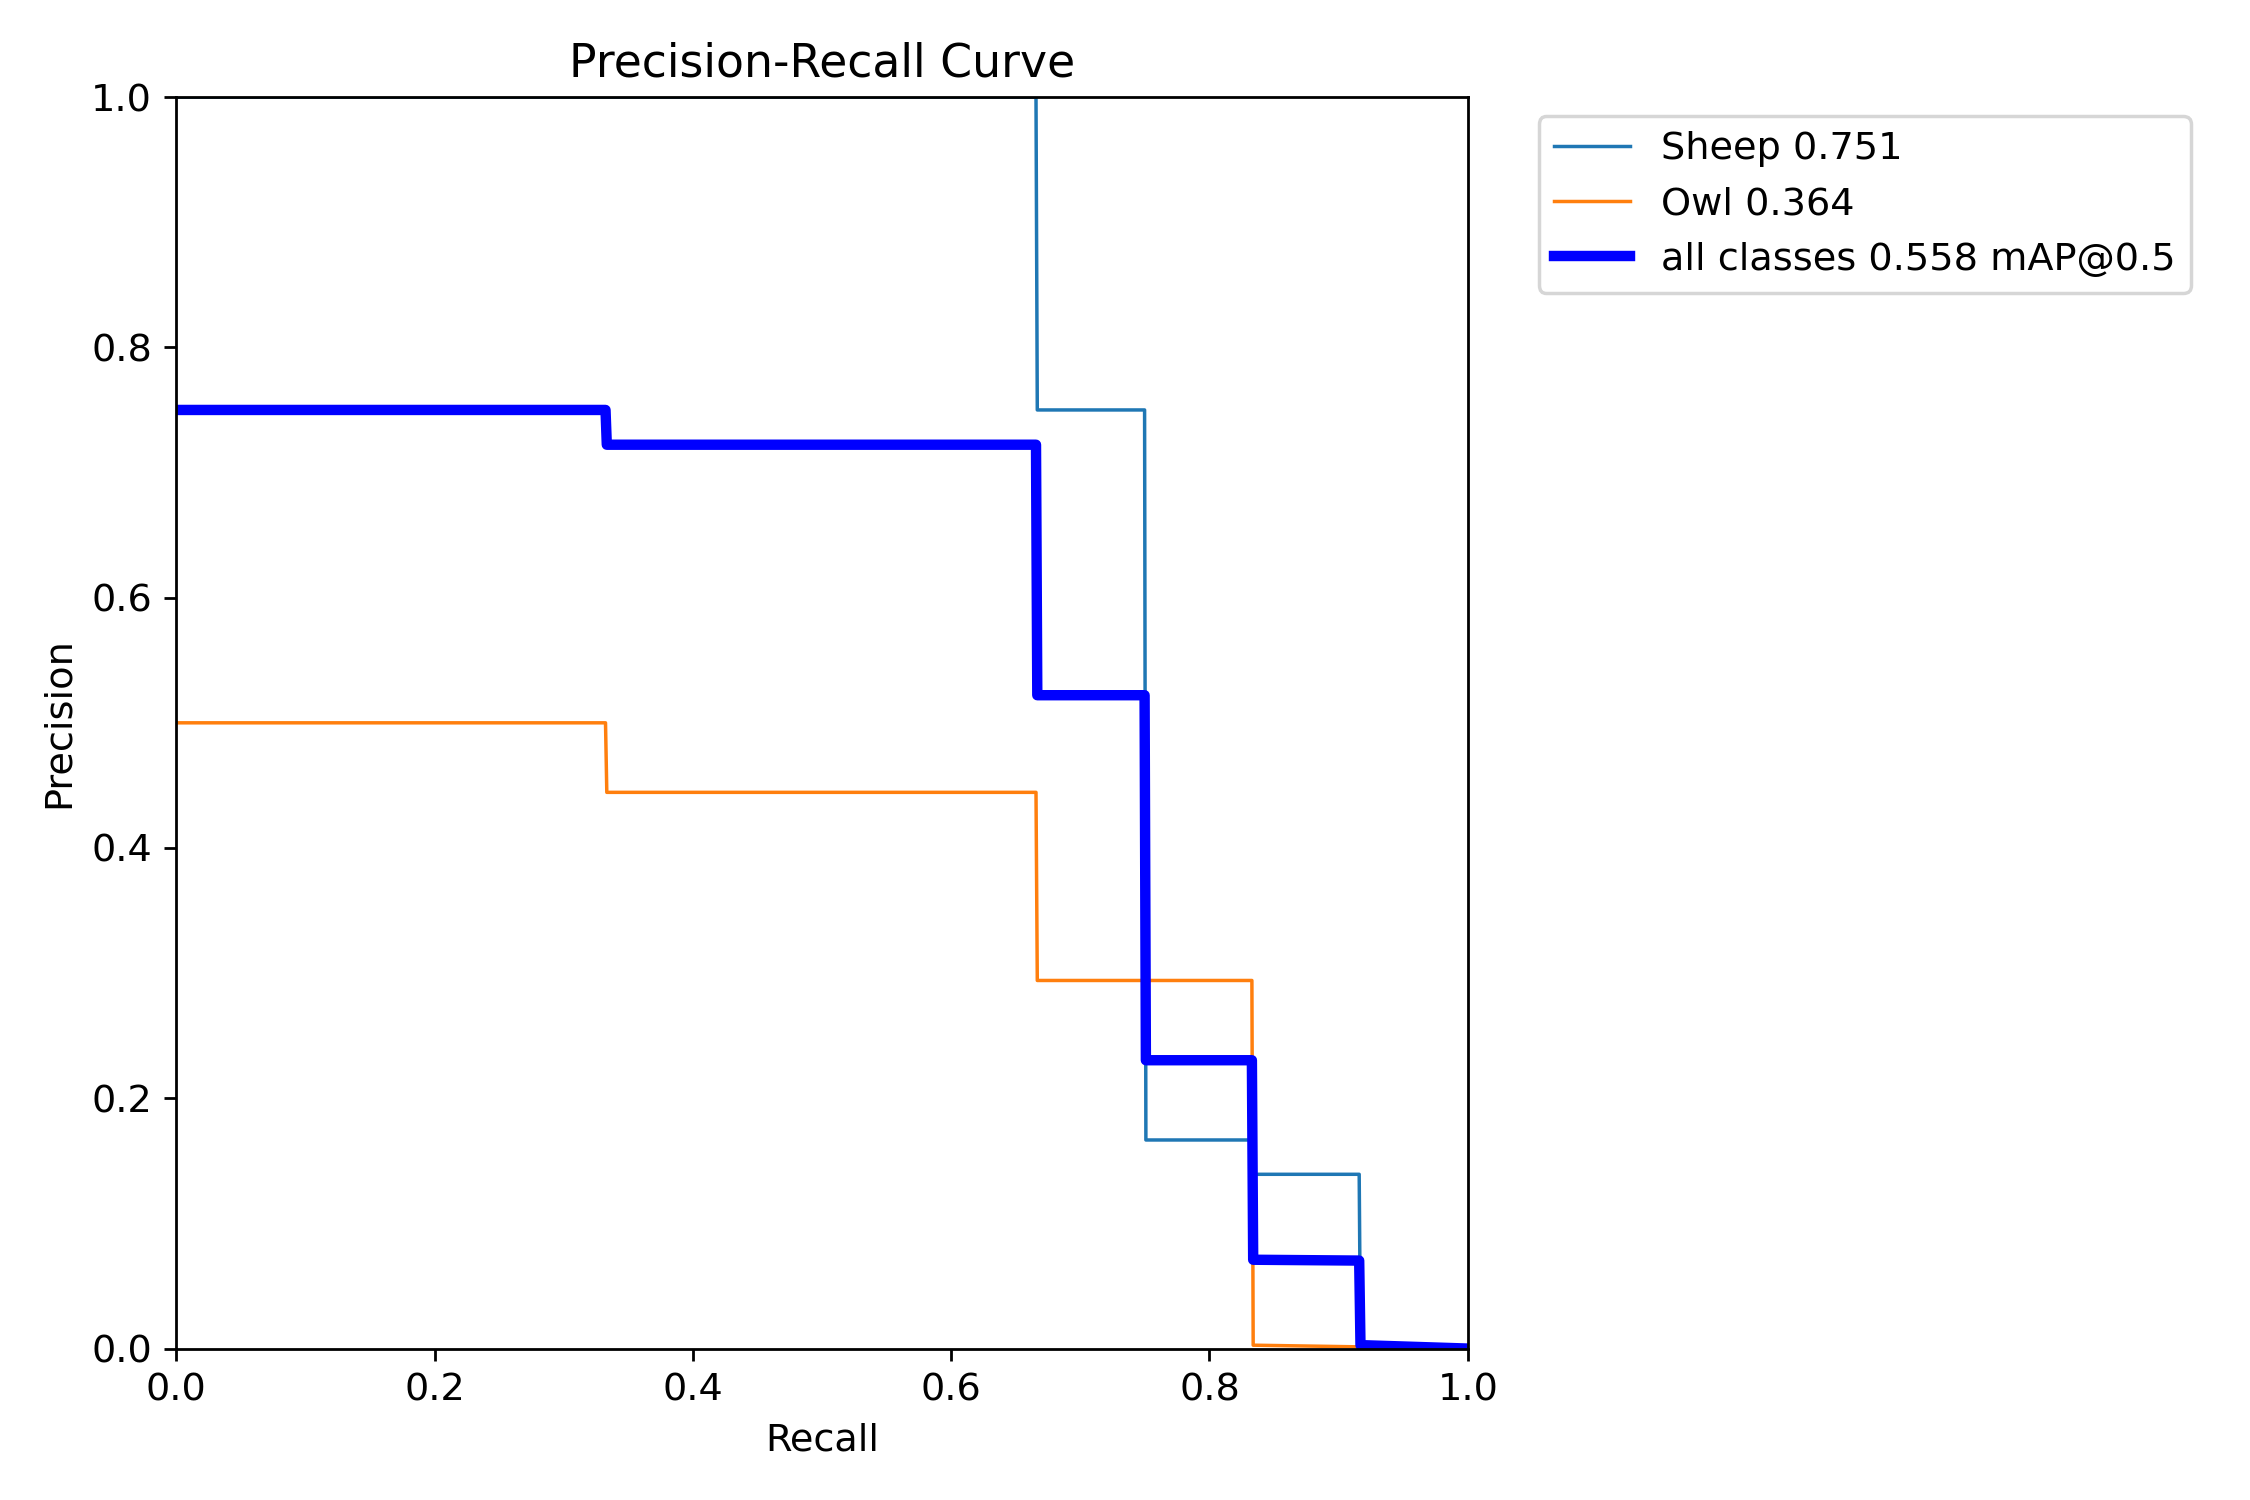 Precision-Recall Curve
1.0
0.8
0.6
0.4
0.2
0.0
Precision
0.0 0.2 0.4 0.6 0.8 1.0
Recall
Sheep 0.751
Owl 0.364
all classes 0.558 mAP@0.5